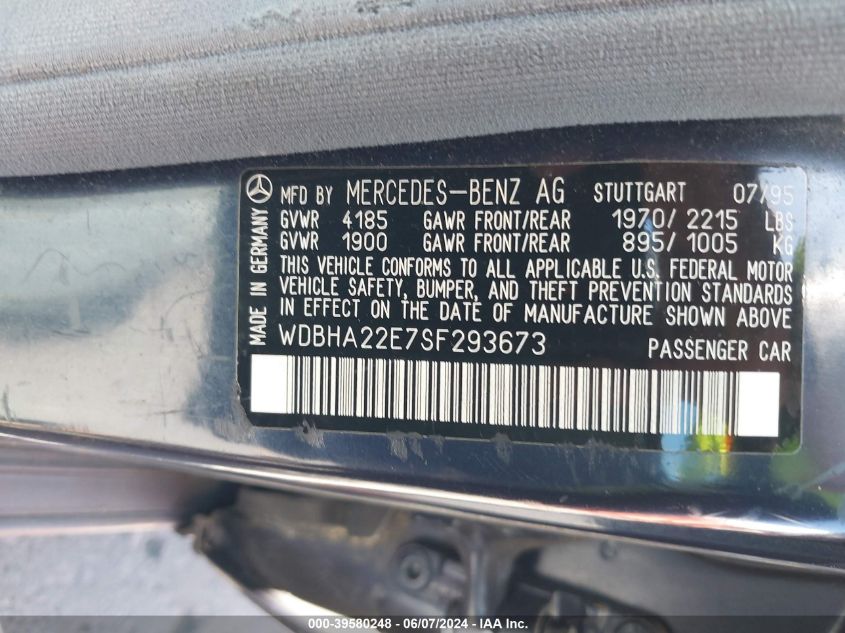 MADE IN GERMANY
MFD BY MERCEDES-BENZ AG STUTTGART 07/95
GVWR 4185 GAWR FRONT/REAR 1970/2215 LBS
GVWR 1900 GAWR FRONT/REAR 895/1005 KG
THIS VEHICLE CONFORMS TO ALL APPLICABLE U.S. FEDERAL MOTOR
VEHICLE SAFETY, BUMPER, AND THEFT PREVENTION STANDARDS
IN EFFECT ON THE DATE OF MANUFACTURE SHOWN ABOVE
WDBHA22E7SF293673 PASSENGER CAR
000-39580248 - 06/07/2024 - IAA Inc.